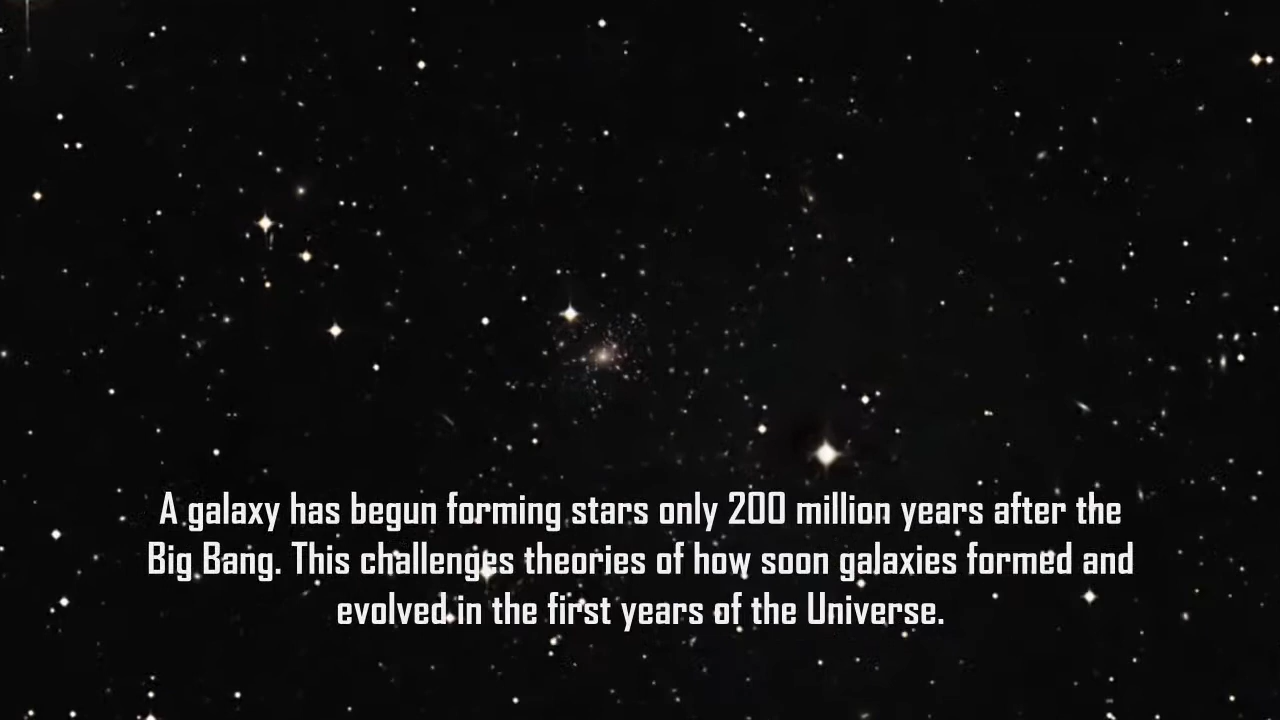 A galaxy has begun forming stars only 200 million years after the
Big Bang. This challenges theories of how soon galaxies formed and
evolved in the first years of the Universe.